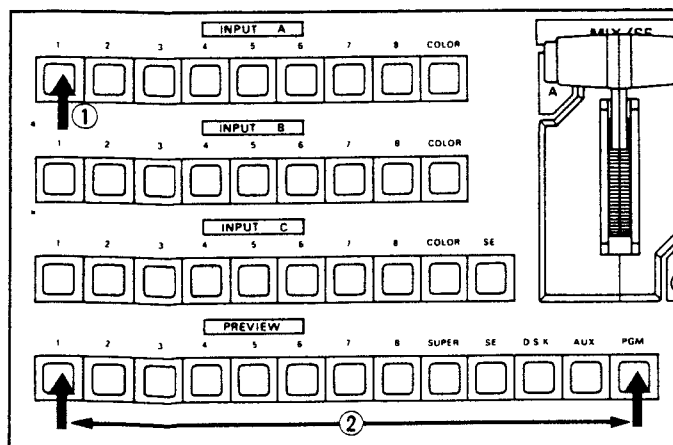 INPUT A
1 2 3 4 5 6 7 8 COLOR
A
①
INPUT B
1 2 3 4 5 6 7 8 COLOR
INPUT C
1 2 3 4 5 6 7 8 COLOR SE
PREVIEW
1 2 3 4 5 6 7 8 SUPER SE DSK AUX PGM
②